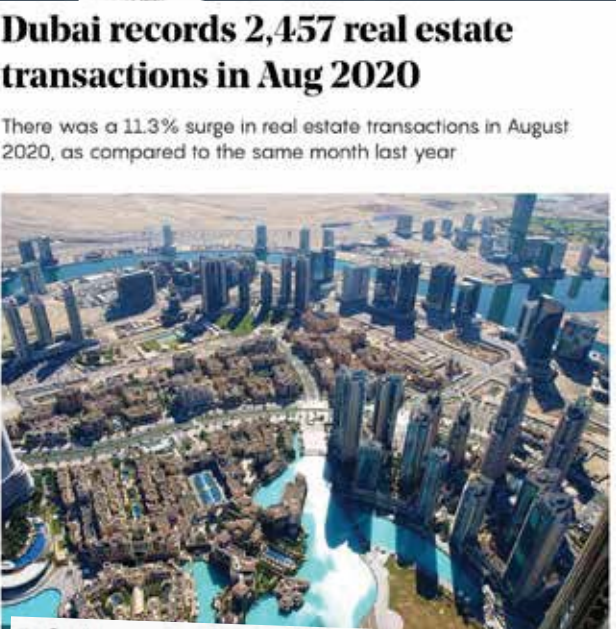 Dubai records 2,457 real estate
transactions in Aug 2020
There was a 11.3% surge in real estate transactions in August
2020, as compared to the same month last year